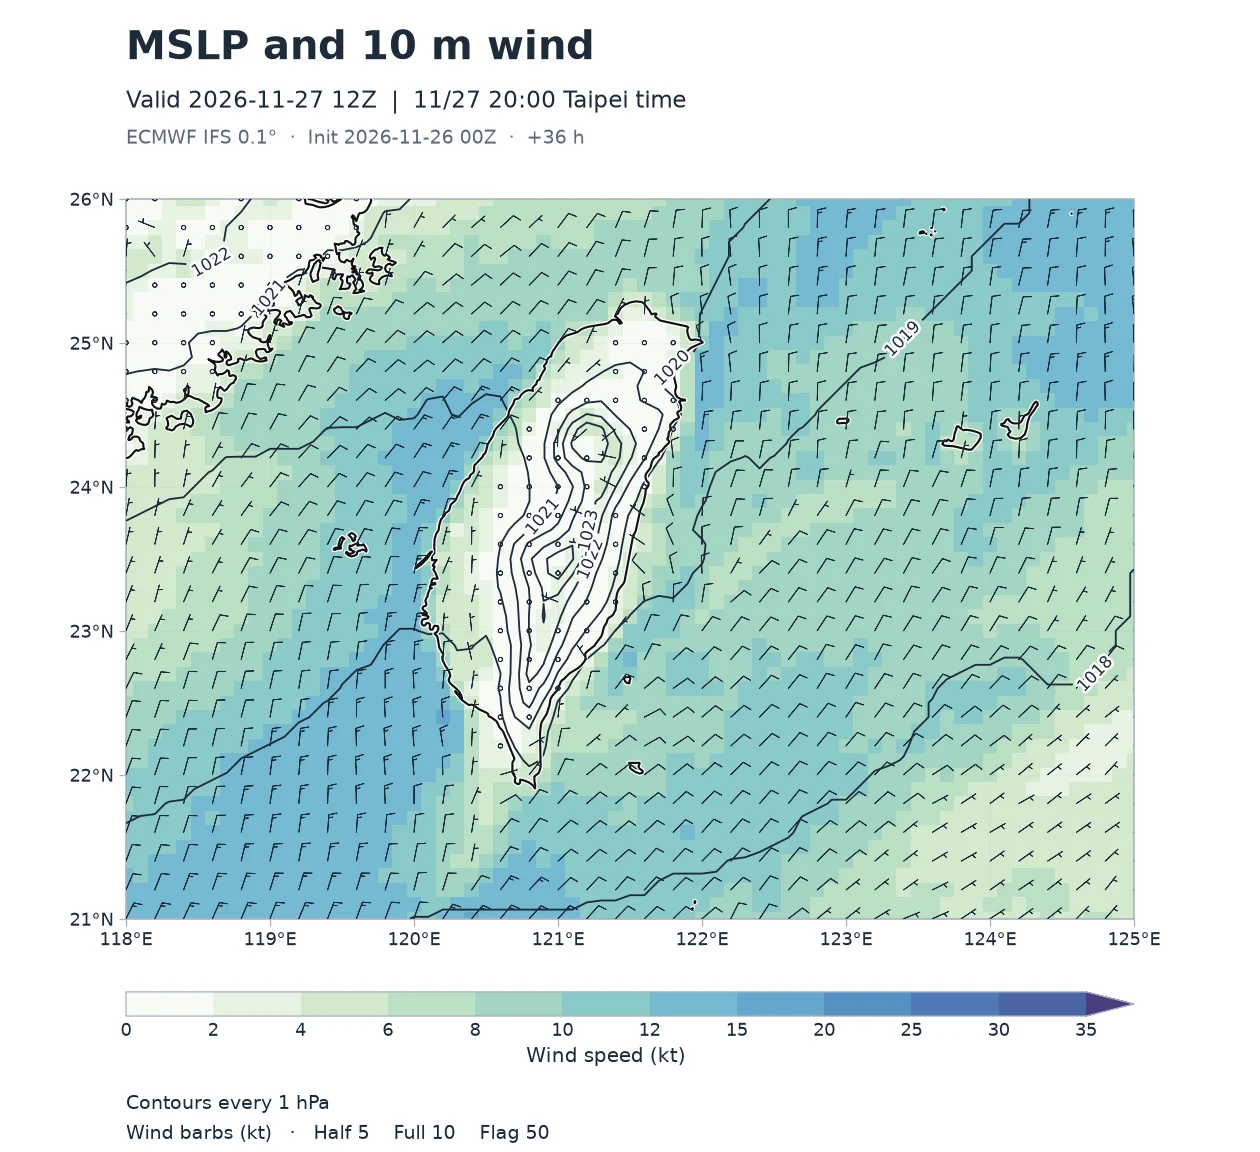 MSLP and 10 m wind
Valid 2026-11-27 12Z | 11/27 20:00 Taipei time
ECMWF IFS 0.1° · Init 2026-11-26 00Z · +36 h
26°N
1022
1021
25°N
1019
1020
24°N
1021
1023
1022
23°N
1018
22°N
21°N
118°E 119°E 120°E 121°E 122°E 123°E 124°E 125°E
0 2 4 6 8 10 12 15 20 25 30 35
Wind speed (kt)
Contours every 1 hPa
Wind barbs (kt) · Half 5 Full 10 Flag 50